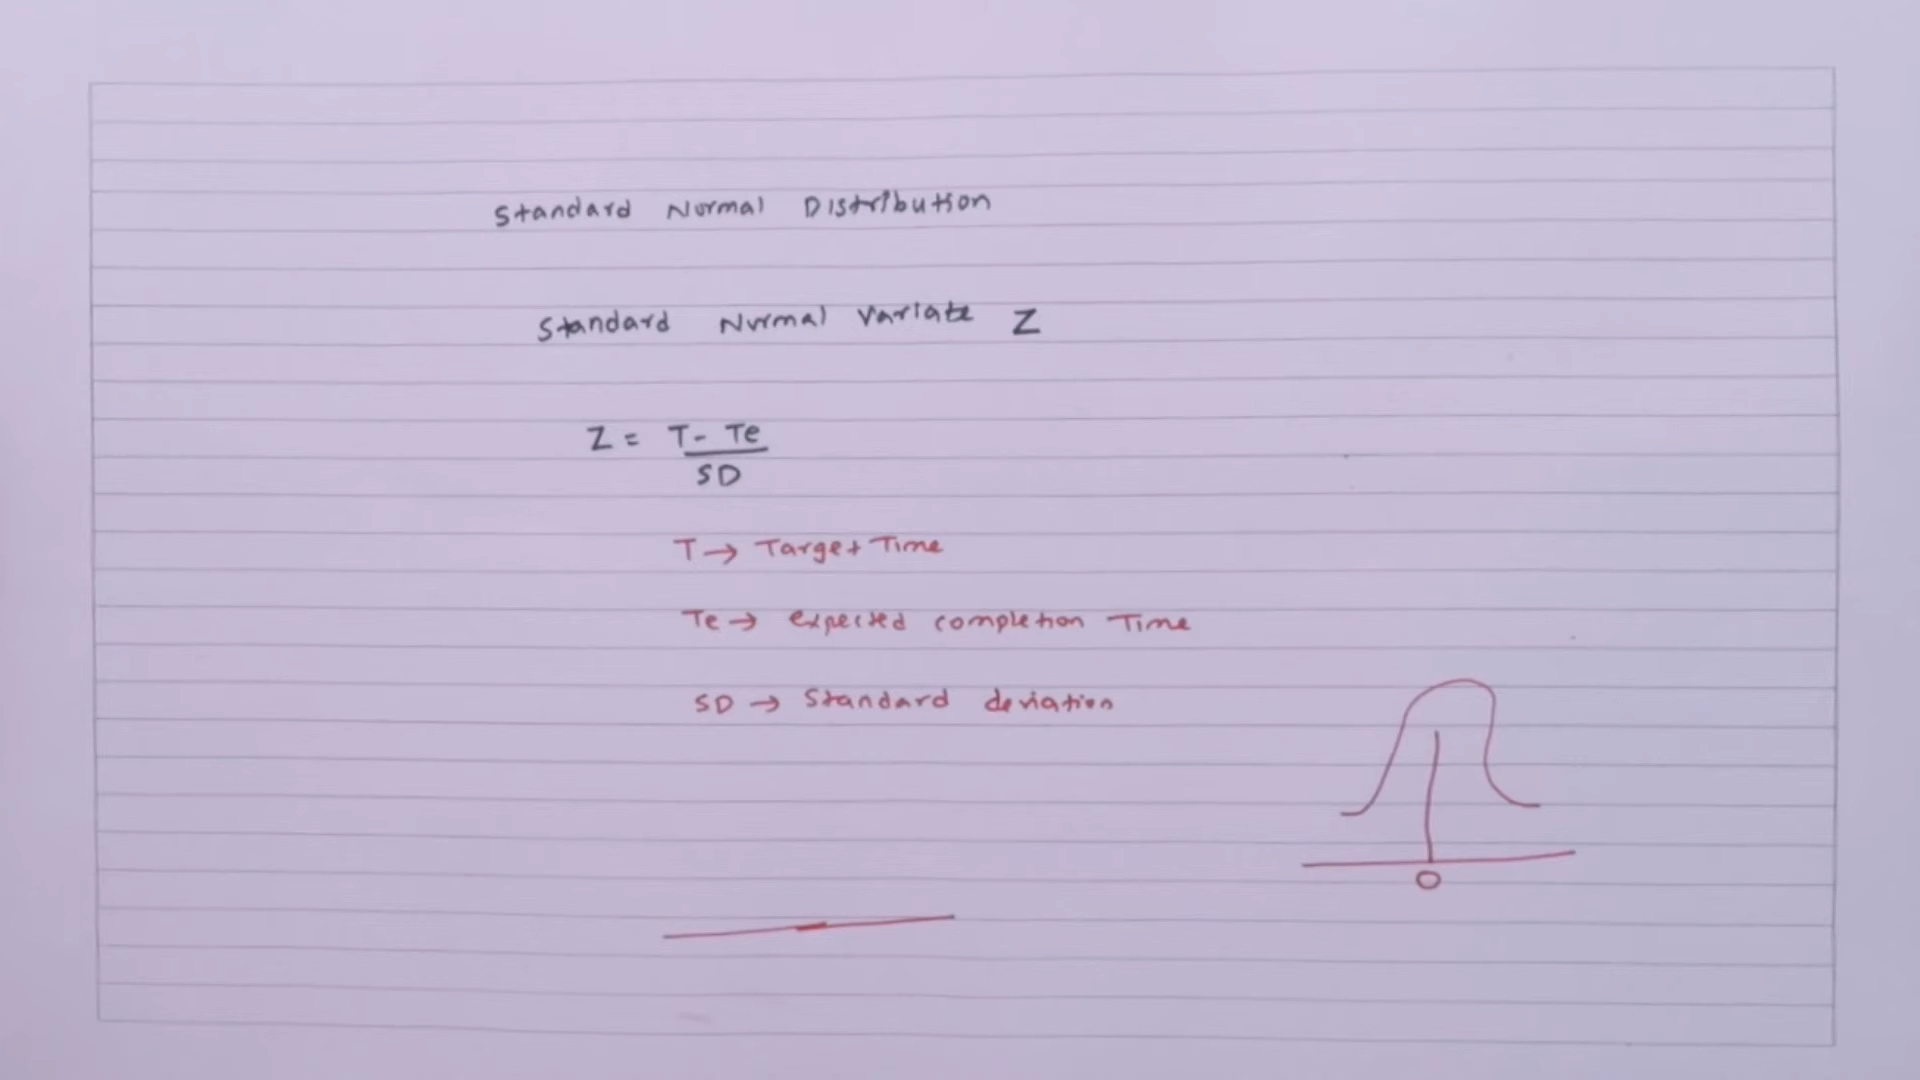 Standard Normal Distribution
Standard Normal Variate Z
Z = T - Te
SD
T → Target Time
Te → expected completion Time
SD → Standard deviation
0